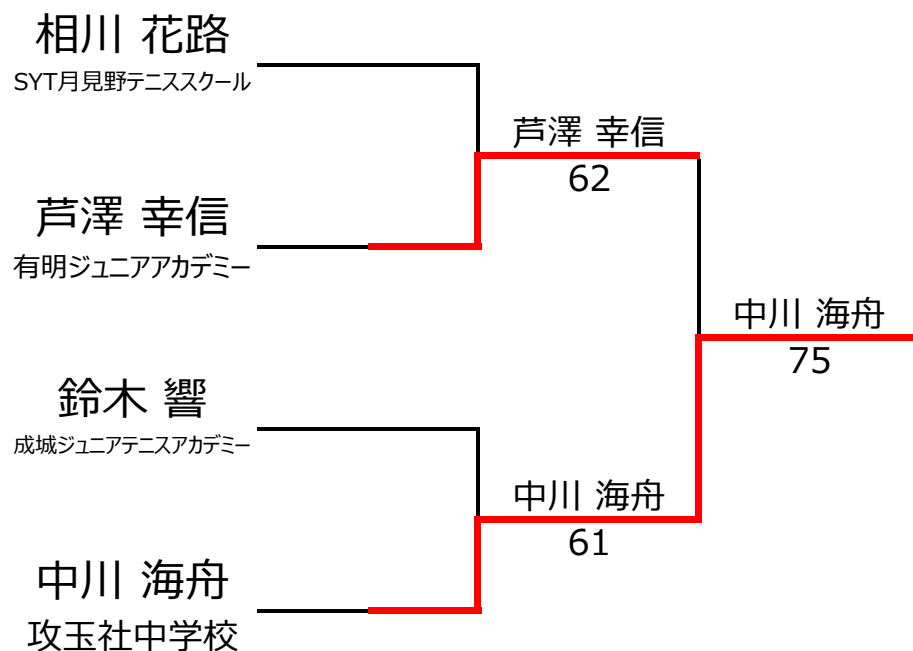 相川 花路
SYT月見野テニススクール
芦澤 幸信
62
芦澤 幸信
有明ジュニアアカデミー
中川 海舟
75
鈴木 響
成城ジュニアテニスアカデミー
中川 海舟
61
中川 海舟
攻玉社中学校